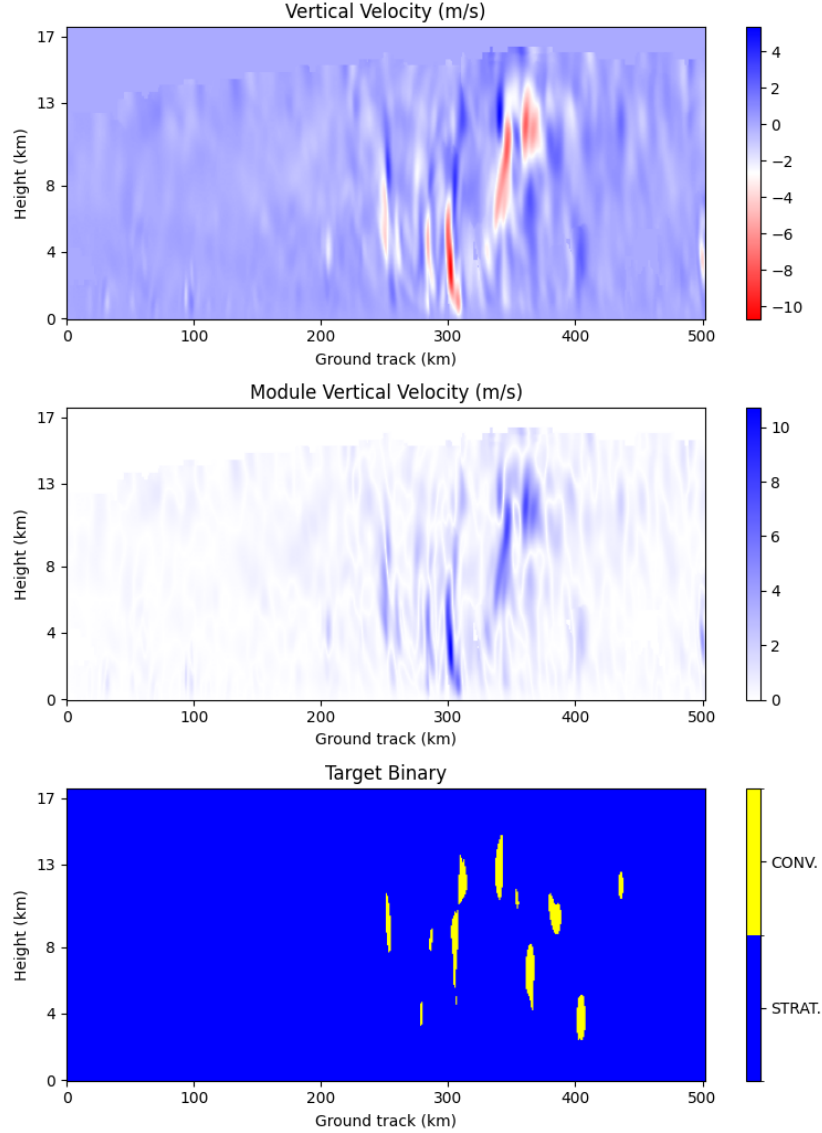 Vertical Velocity (m/s)
17
13
8
4
0
Height (km)
0 100 200 300 400 500
Ground track (km)
4
2
0
−2
−4
−6
−8
−10
Module Vertical Velocity (m/s)
17
13
8
4
0
Height (km)
0 100 200 300 400 500
Ground track (km)
10
8
6
4
2
0
Target Binary
17
13
8
4
0
Height (km)
0 100 200 300 400 500
Ground track (km)
CONV.
STRAT.